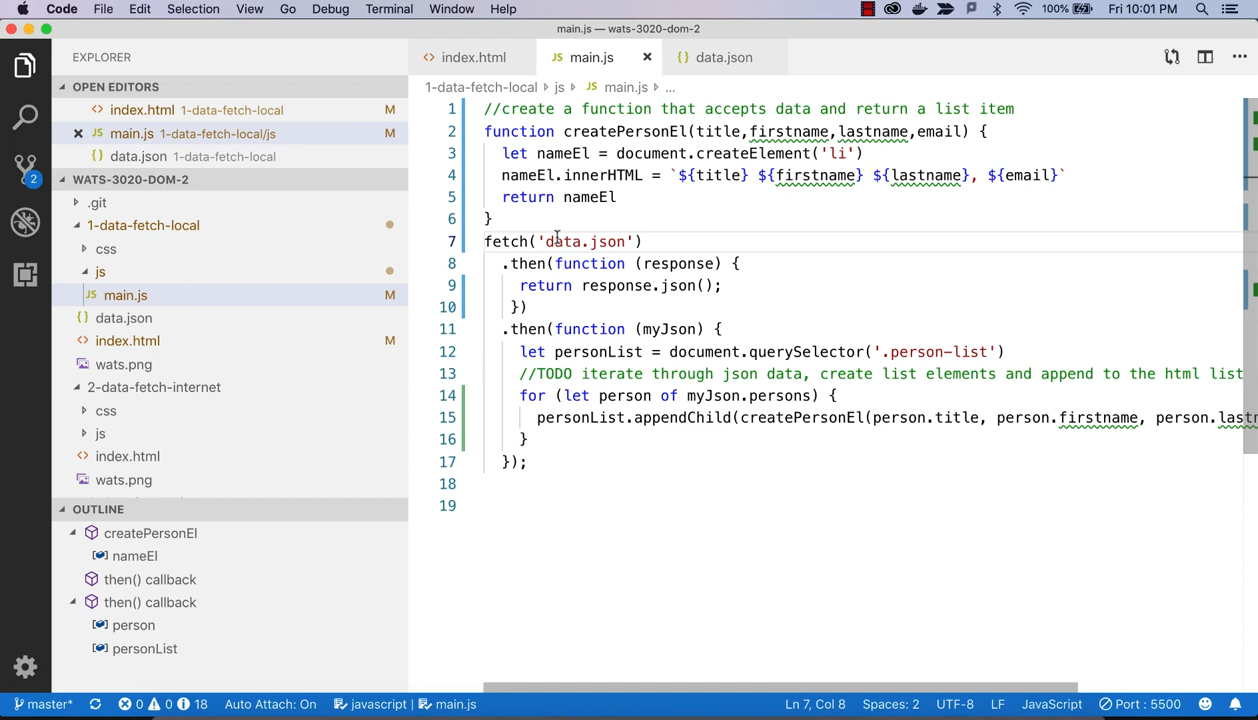 Code File Edit Selection View Go Debug Terminal Window Help 100% Fri 10:01 PM
main.js — wats-3020-dom-2
EXPLORER
index.html
JS main.js
data.json
OPEN EDITORS
index.html 1-data-fetch-local M
JS main.js 1-data-fetch-local/js M
data.json 1-data-fetch-local
WATS-3020-DOM-2
.git
1-data-fetch-local
css
js
JS main.js M
data.json
index.html M
wats.png
2-data-fetch-internet
css
js
index.html
wats.png
OUTLINE
createPersonEl
nameEl
then() callback
then() callback
person
personList
2
1-data-fetch-local › js › JS main.js › ...
1 //create a function that accepts data and return a list item
2 function createPersonEl(title,firstname,lastname,email) {
3 let nameEl = document.createElement('li')
4 nameEl.innerHTML = `${title} ${firstname} ${lastname}, ${email}`
5 return nameEl
6 }
7 fetch('data.json')
8 .then(function (response) {
9 return response.json();
10 })
11 .then(function (myJson) {
12 let personList = document.querySelector('.person-list')
13 //TODO iterate through json data, create list elements and append to the html list
14 for (let person of myJson.persons) {
15 personList.appendChild(createPersonEl(person.title, person.firstname, person.lastn
16 }
17 });
18
19
master* 0 0 18 Auto Attach: On javascript | main.js Ln 7, Col 8 Spaces: 2 UTF-8 LF JavaScript Port : 5500